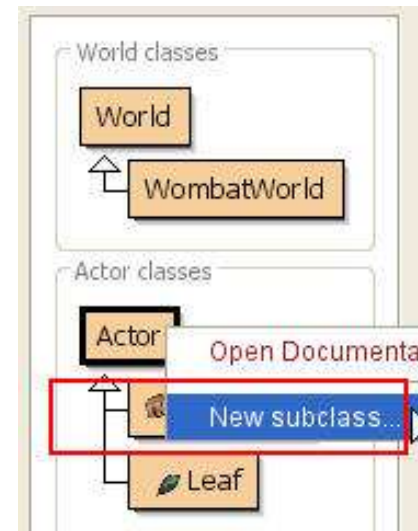 World classes
World
WombatWorld
Actor classes
Actor
Open Documenta
New subclass...
Leaf